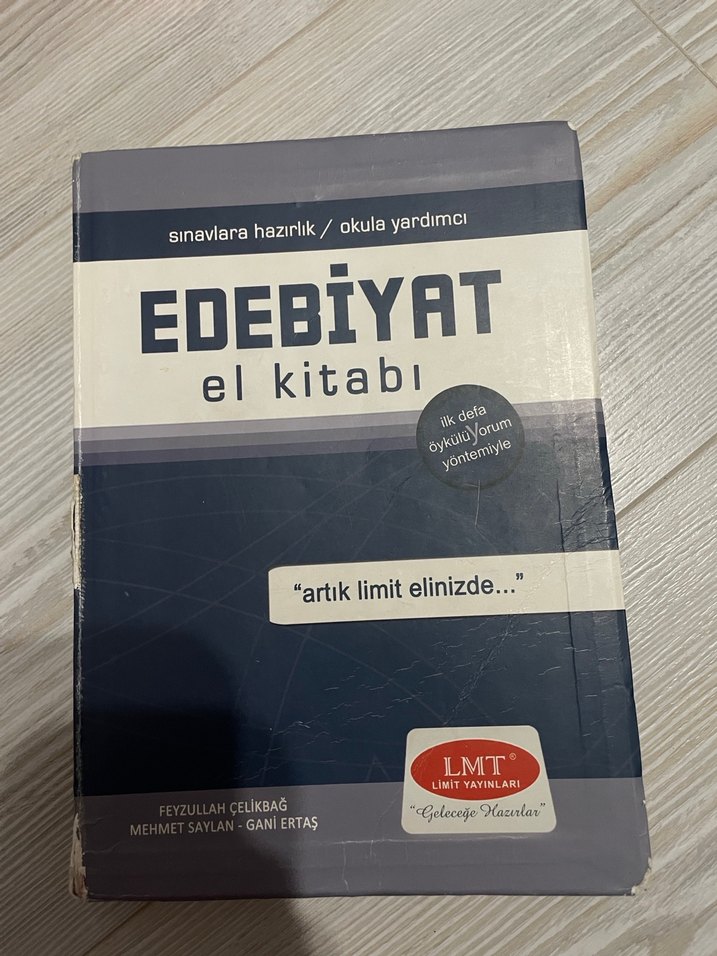 sınavlara hazırlık / okula yardımcı
EDEBİYAT
el kitabı
ilk defa
öykülüYorum
yöntemiyle
“artık limit elinizde...”
LMT®
LİMİT YAYINLARI
“Geleceğe Hazırlar”
FEYZULLAH ÇELİKBAĞ
MEHMET SAYLAN - GANİ ERTAŞ